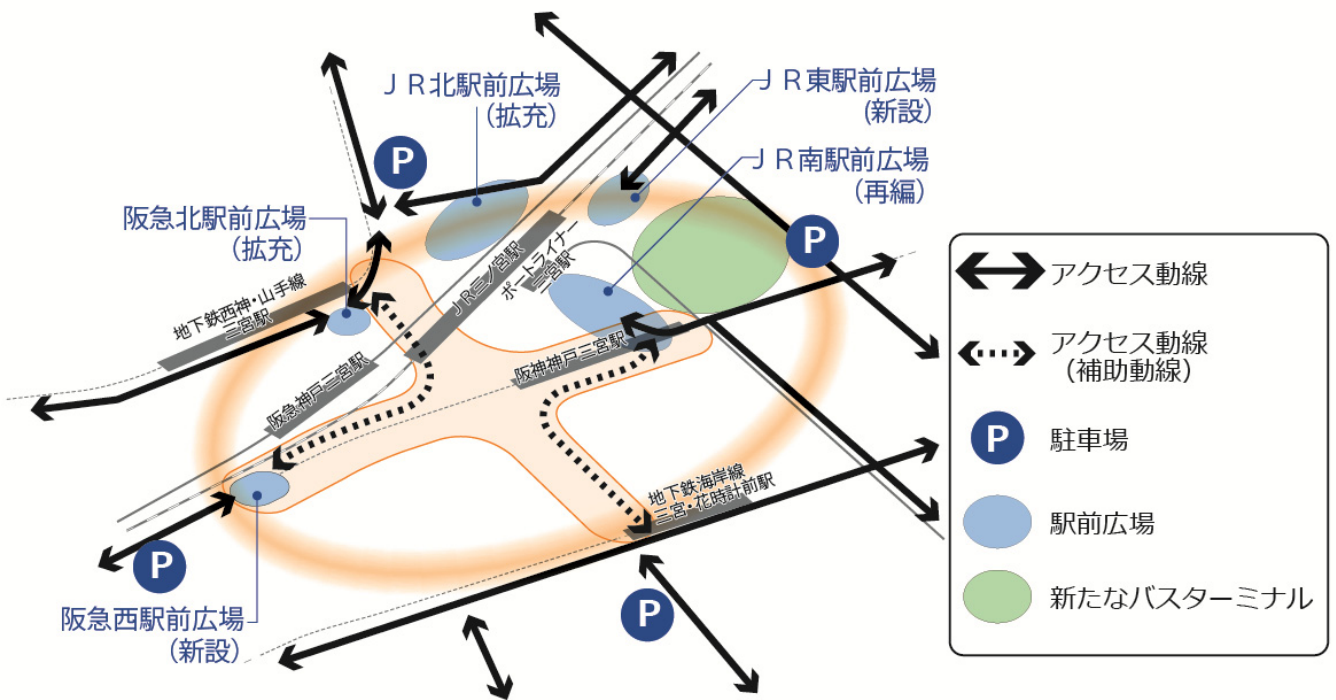 ＪＲ北駅前広場
（拡充）
ＪＲ東駅前広場
（新設）
ＪＲ南駅前広場
（再編）
阪急北駅前広場
（拡充）
P
P
地下鉄西神・山手線
三宮駅
ＪＲ三ノ宮駅
ポートライナー
三宮駅
阪急神戸三宮駅
阪神神戸三宮駅
地下鉄海岸線
三宮・花時計前駅
P
P
阪急西駅前広場
（新設）
アクセス動線
アクセス動線
（補助動線）
P
駐車場
駅前広場
新たなバスターミナル